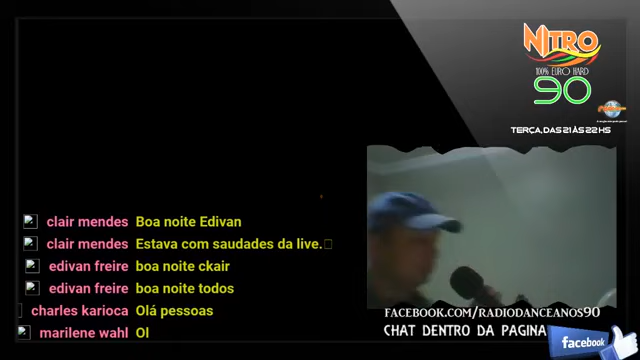 NITRO
100% EURO HARD
90
TERÇA,DAS 21 ÀS 22 HS
clair mendes Boa noite Edivan
clair mendes Estava com saudades da live.
edivan freire boa noite ckair
edivan freire boa noite todos
charles karioca Olá pessoas
marilene wahl Ol
FACEBOOK.COM/RADIODANCEANOS90
CHAT DENTRO DA PAGINA
facebook